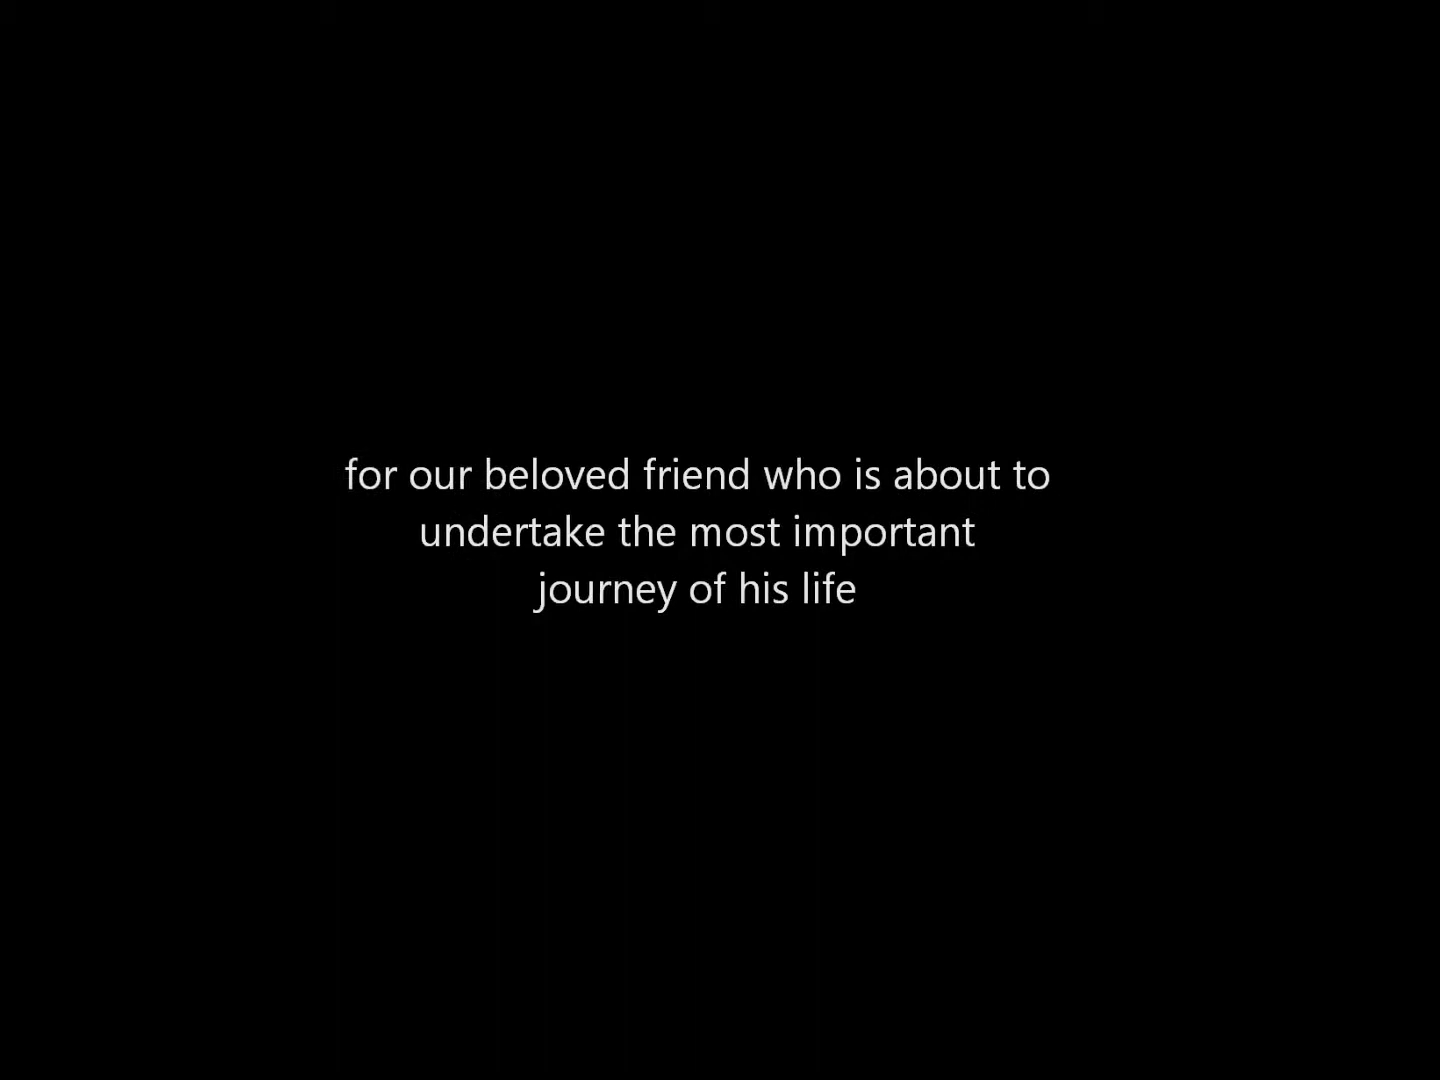 for our beloved friend who is about to
undertake the most important
journey of his life